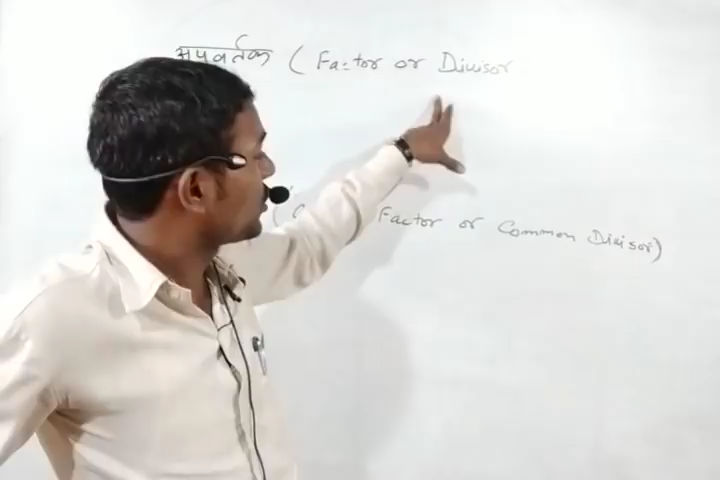 अपवर्तक ( Factor or Divisor
( Factor or Common Divisor)